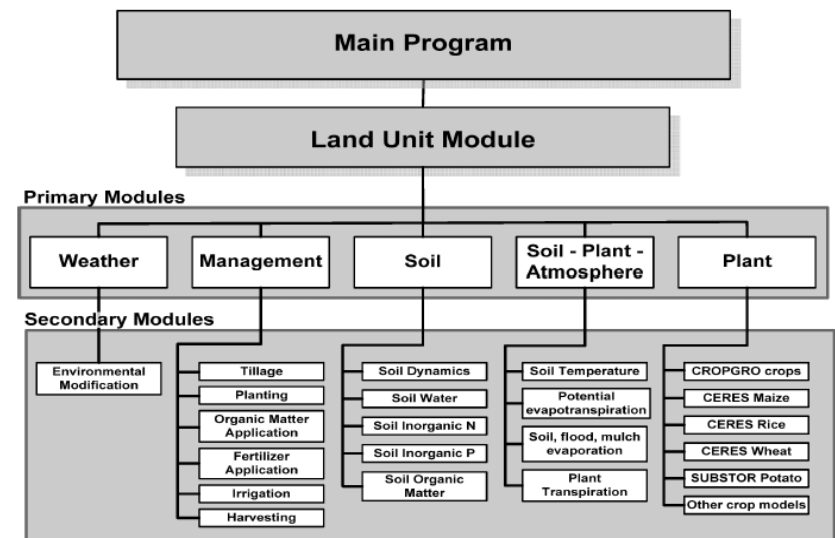 Main Program
Land Unit Module
Primary Modules
Weather
Management
Soil
Soil - Plant -
Atmosphere
Plant
Secondary Modules
Environmental
Modification
Tillage
Planting
Organic Matter
Application
Fertilizer
Application
Irrigation
Harvesting
Soil Dynamics
Soil Water
Soil Inorganic N
Soil Inorganic P
Soil Organic
Matter
Soil Temperature
Potential
evapotranspiration
Soil, flood, mulch
evaporation
Plant
Transpiration
CROPGRO crops
CERES Maize
CERES Rice
CERES Wheat
SUBSTOR Potato
Other crop models